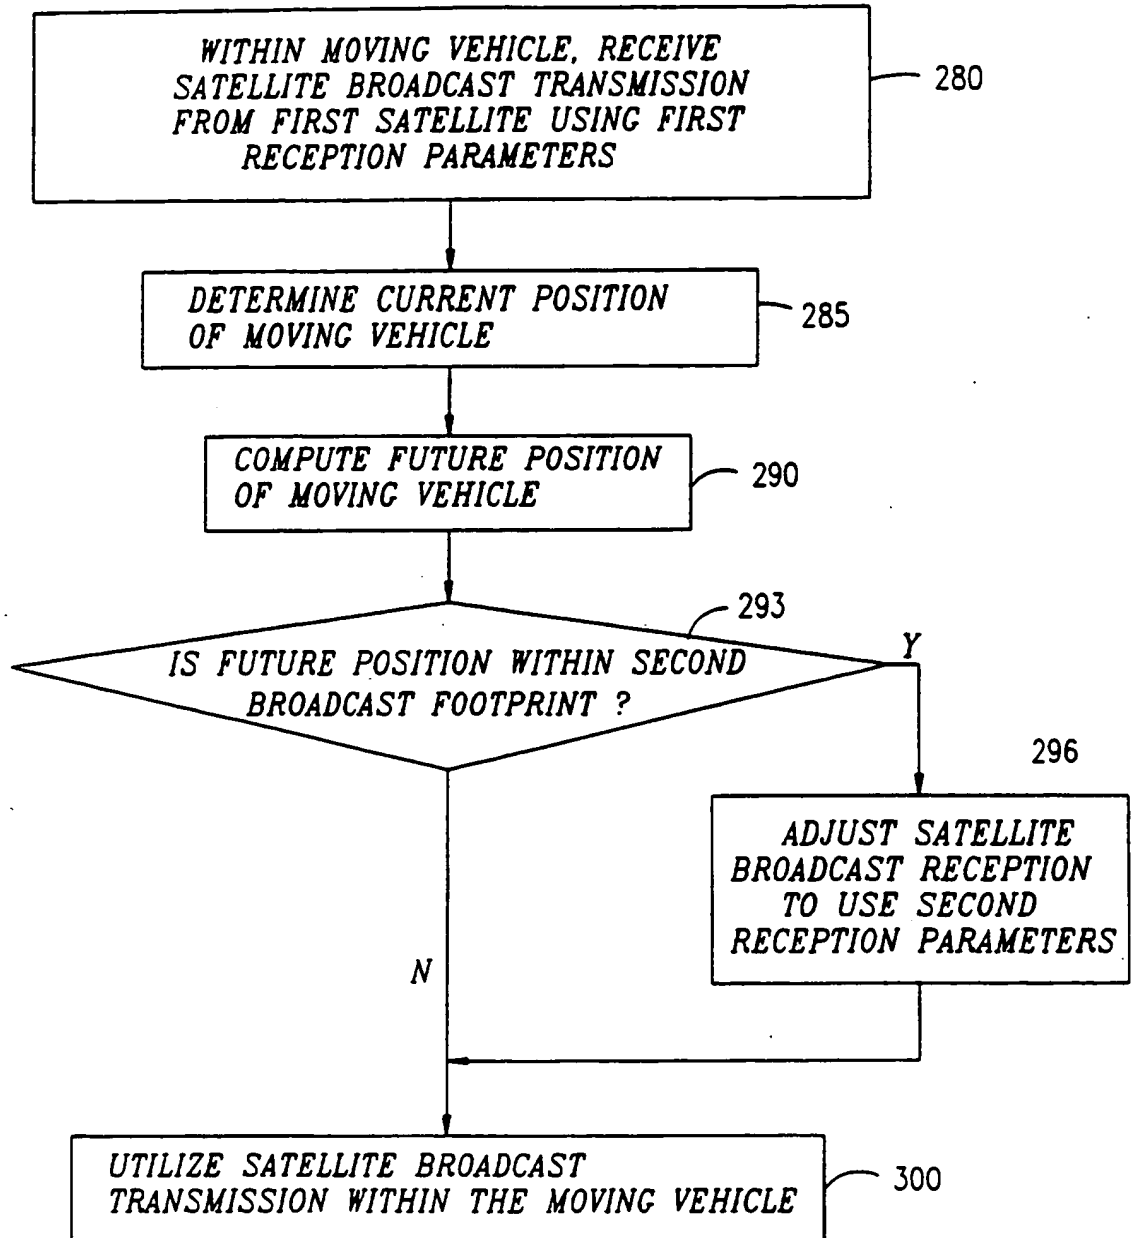 WITHIN MOVING VEHICLE, RECEIVE
SATELLITE BROADCAST TRANSMISSION
FROM FIRST SATELLITE USING FIRST
RECEPTION PARAMETERS
280
DETERMINE CURRENT POSITION
OF MOVING VEHICLE
285
COMPUTE FUTURE POSITION
OF MOVING VEHICLE
290
293
IS FUTURE POSITION WITHIN SECOND
BROADCAST FOOTPRINT ?
Y
296
ADJUST SATELLITE
BROADCAST RECEPTION
TO USE SECOND
RECEPTION PARAMETERS
N
UTILIZE SATELLITE BROADCAST
TRANSMISSION WITHIN THE MOVING VEHICLE
300